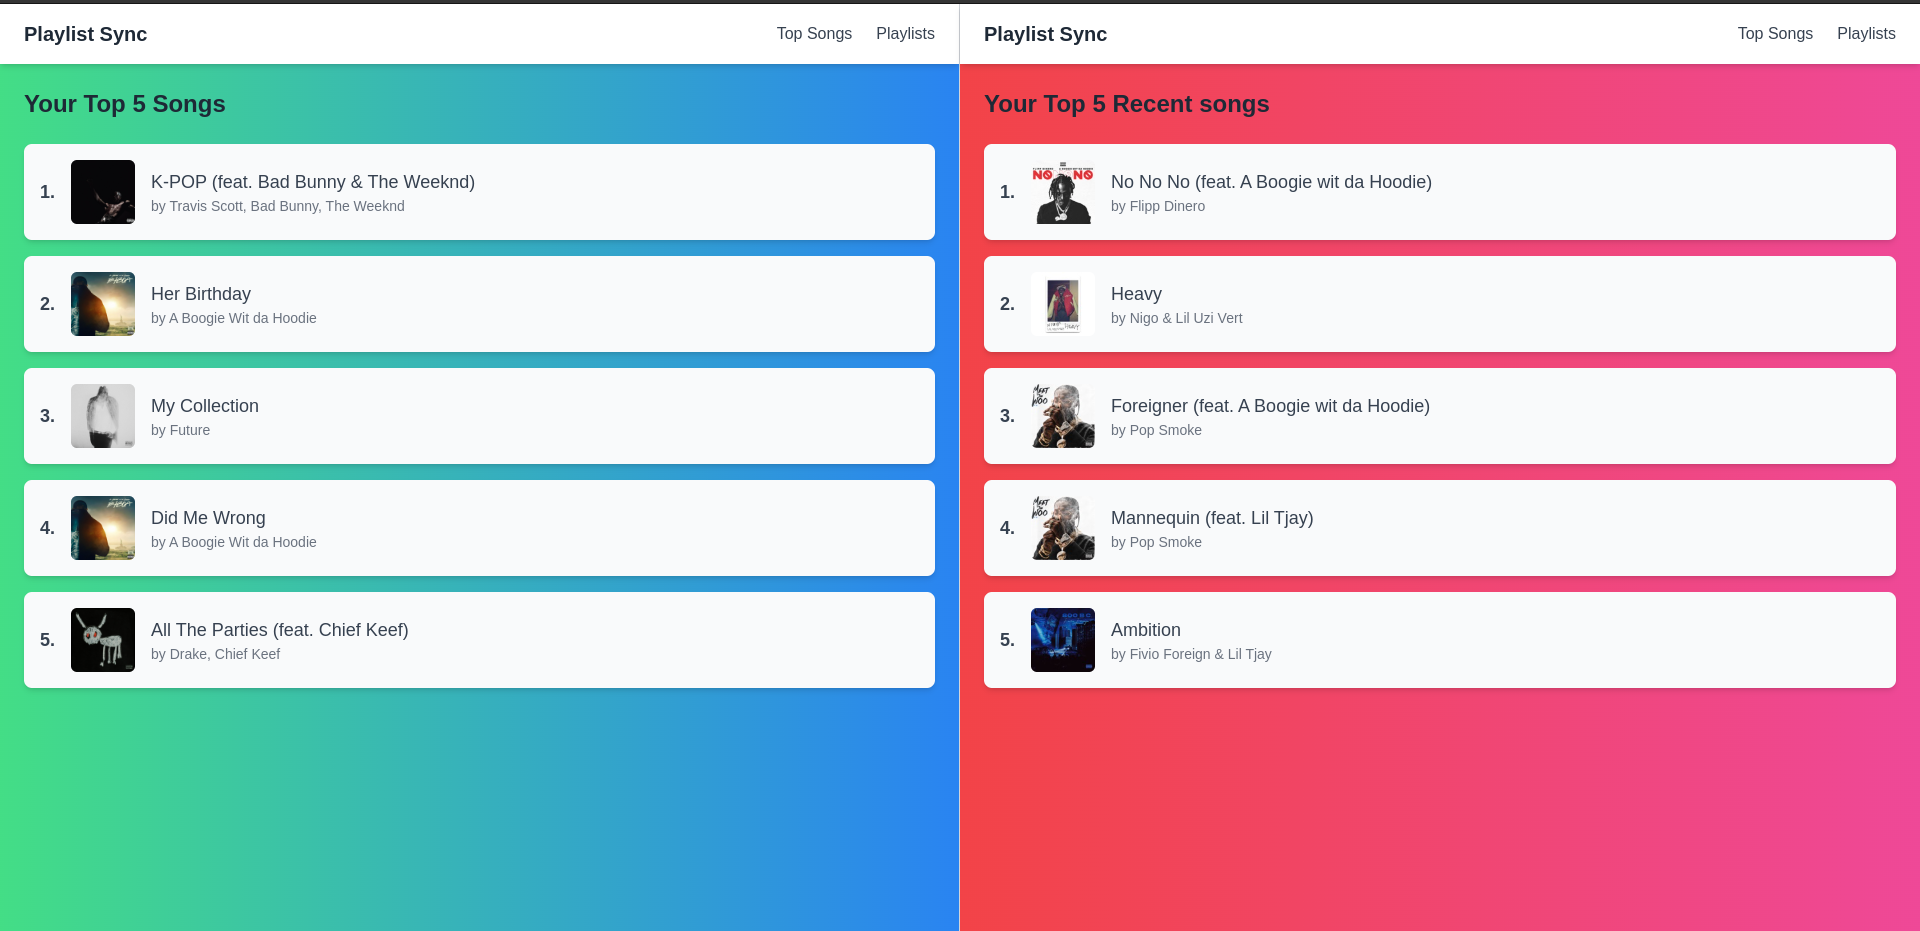 Playlist Sync
Top Songs
Playlists
Your Top 5 Songs
1.
K-POP (feat. Bad Bunny & The Weeknd)
by Travis Scott, Bad Bunny, The Weeknd
2.
Her Birthday
by A Boogie Wit da Hoodie
3.
My Collection
by Future
4.
Did Me Wrong
by A Boogie Wit da Hoodie
5.
All The Parties (feat. Chief Keef)
by Drake, Chief Keef
Playlist Sync
Top Songs
Playlists
Your Top 5 Recent songs
1.
NO NO
No No No (feat. A Boogie wit da Hoodie)
by Flipp Dinero
2.
Heavy
by Nigo & Lil Uzi Vert
3.
MEET
WOO
Foreigner (feat. A Boogie wit da Hoodie)
by Pop Smoke
4.
MEET
WOO
Mannequin (feat. Lil Tjay)
by Pop Smoke
5.
Ambition
by Fivio Foreign & Lil Tjay